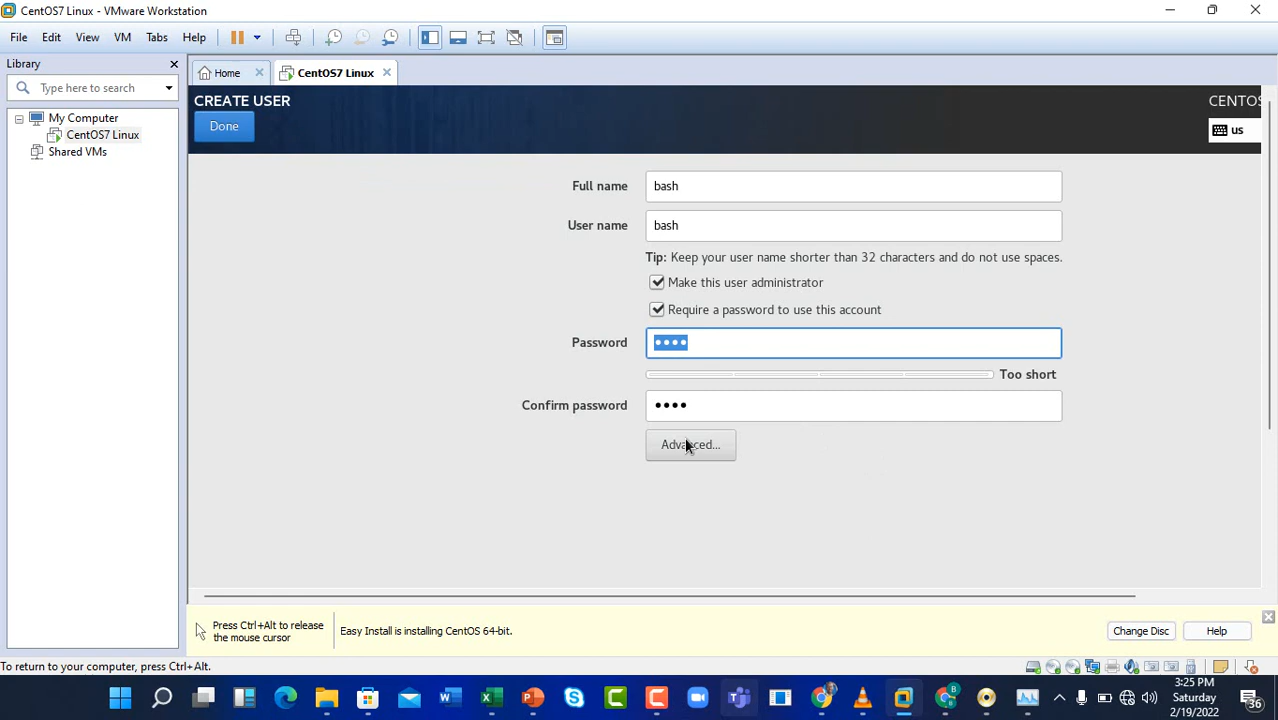 CentOS7 Linux - VMware Workstation
File Edit View VM Tabs Help
Library
Type here to search
My Computer
CentOS7 Linux
Shared VMs
Home
CentOS7 Linux
CREATE USER
Done
CENTOS
us
Full name bash
User name bash
Tip: Keep your user name shorter than 32 characters and do not use spaces.
Make this user administrator
Require a password to use this account
Password ••••
Too short
Confirm password ••••
Advanced...
Press Ctrl+Alt to release
the mouse cursor
Easy Install is installing CentOS 64-bit.
Change Disc
Help
To return to your computer, press Ctrl+Alt.
3:25 PM
Saturday
2/19/2022
36